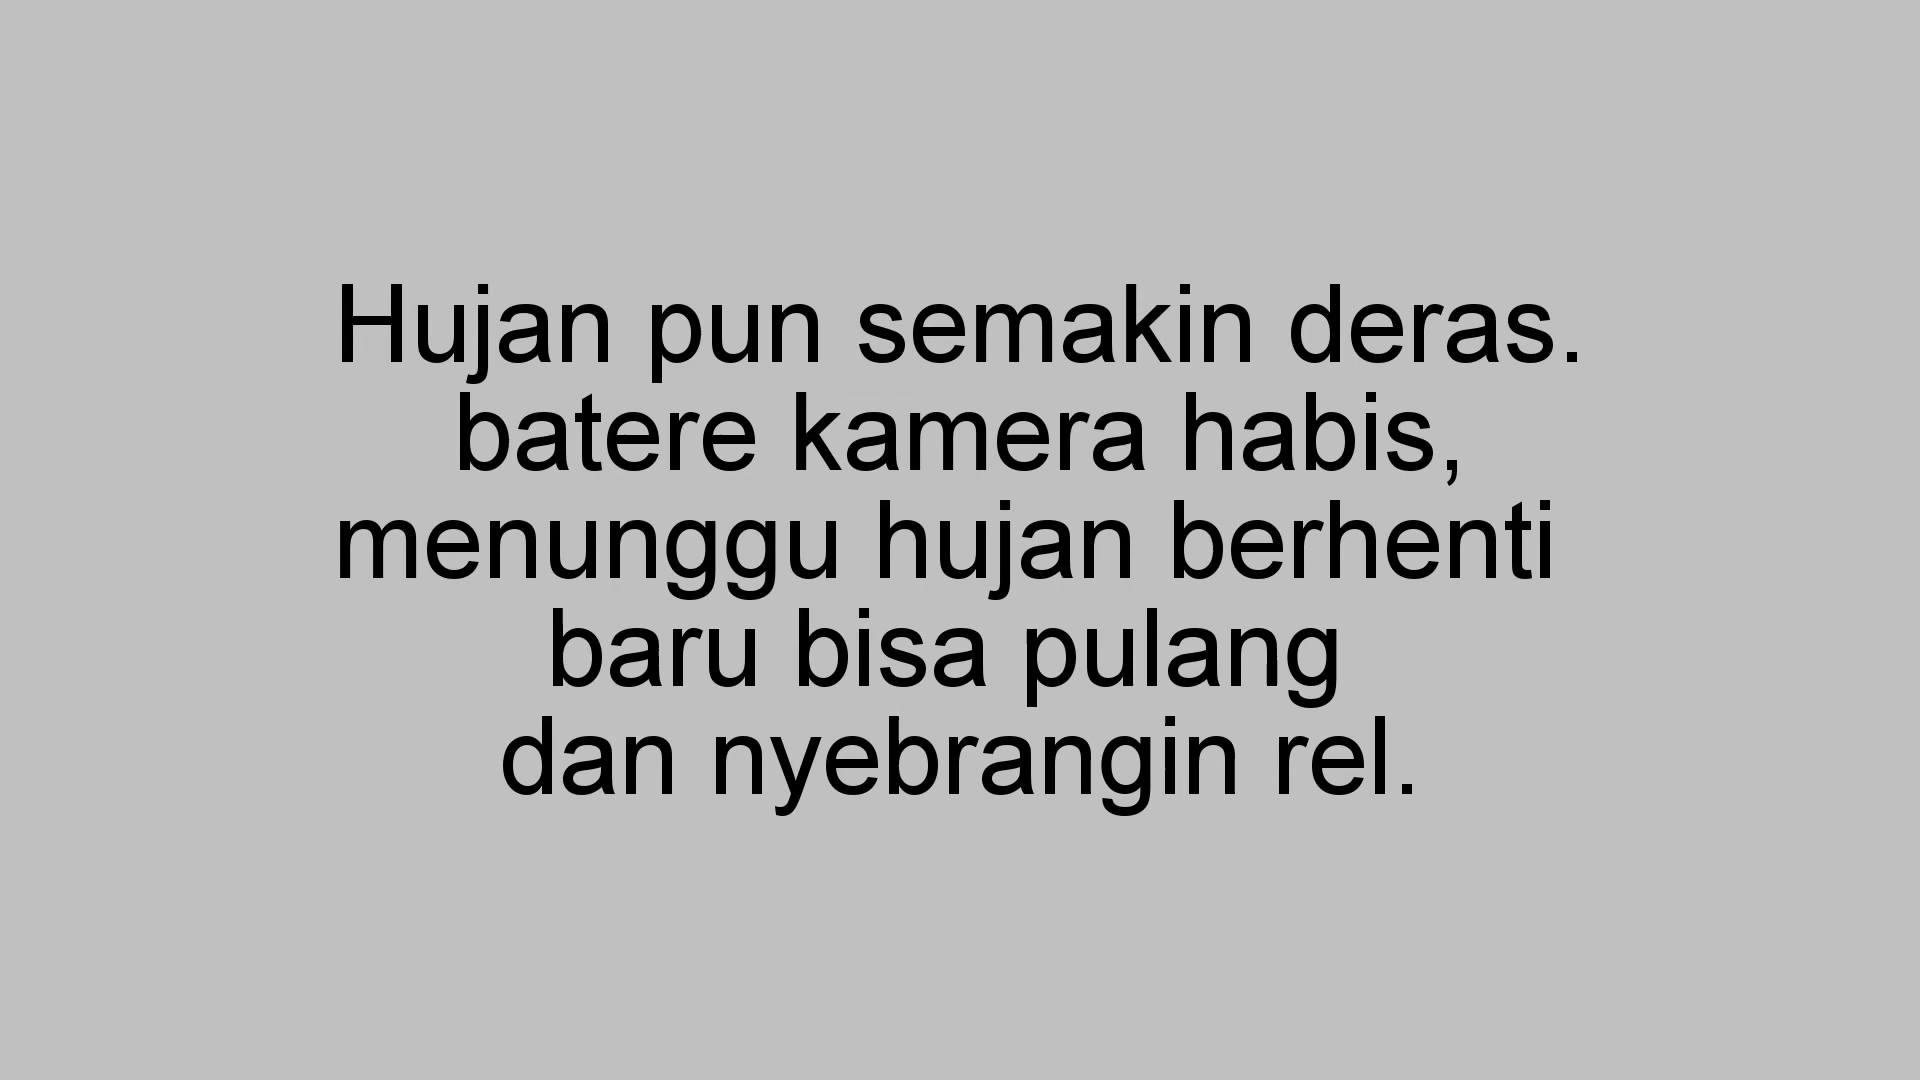 Hujan pun semakin deras.
batere kamera habis,
menunggu hujan berhenti
baru bisa pulang
dan nyebrangin rel.